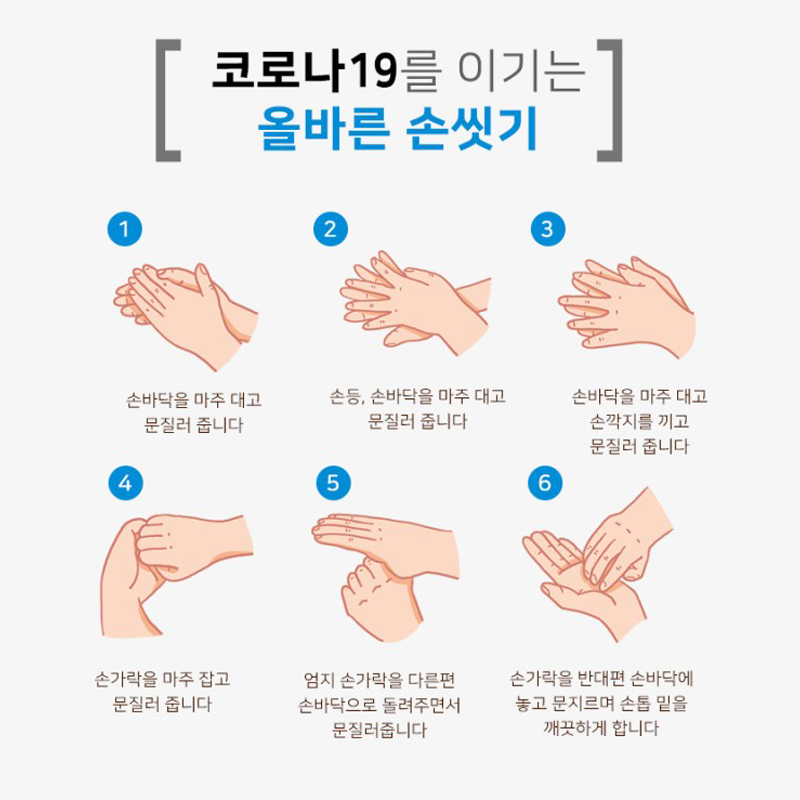 코로나19를 이기는
올바른 손씻기
1
손바닥을 마주 대고
문질러 줍니다
2
손등, 손바닥을 마주 대고
문질러 줍니다
3
손바닥을 마주 대고
손깍지를 끼고
문질러 줍니다
4
손가락을 마주 잡고
문질러 줍니다
5
엄지 손가락을 다른편
손바닥으로 돌려주면서
문질러줍니다
6
손가락을 반대편 손바닥에
놓고 문지르며 손톱 밑을
깨끗하게 합니다